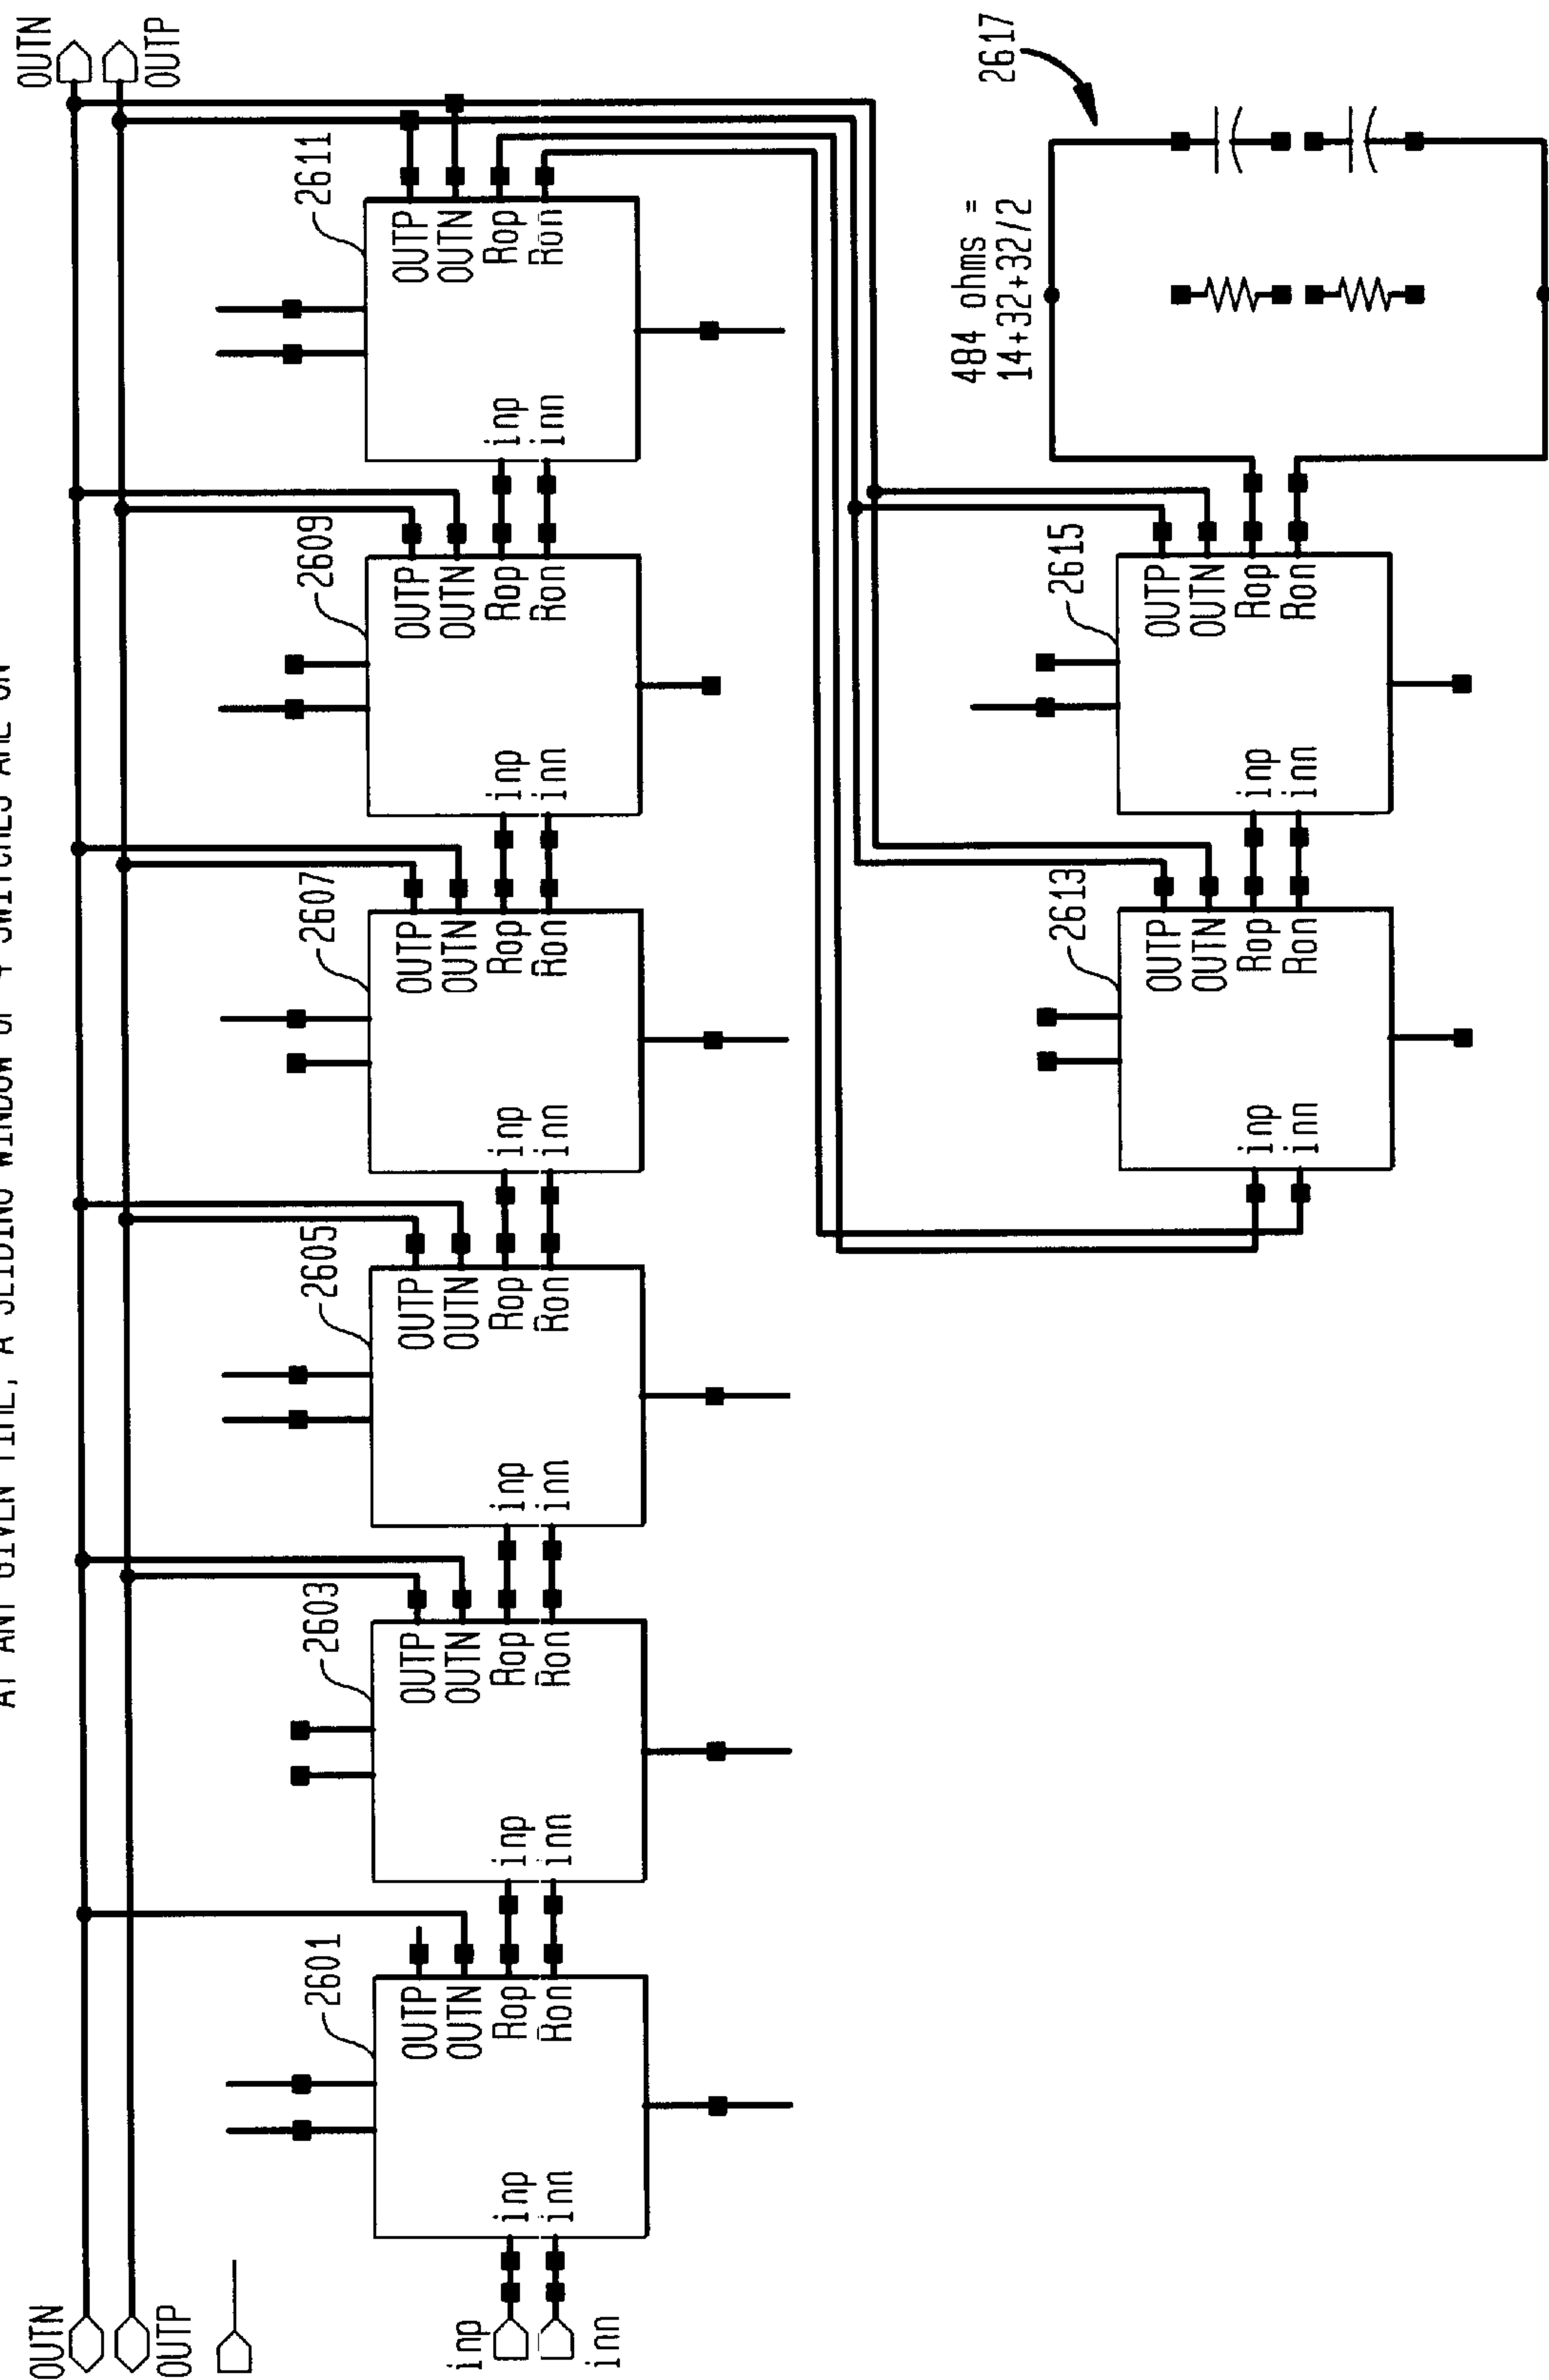 AT ANY GIVEN TIME, A SLIDING WINDOW OF 4 SWITCHES ARE ON
OUTN
OUTN
OUTP
OUTP
2601
2603
2605
2607
2609
2611
OUTP
OUTN
Rop
Ron
inp
inn
OUTP
OUTN
Rop
Ron
inp
inn
OUTP
OUTN
Rop
Ron
inp
inn
OUTP
OUTN
Rop
Ron
inp
inn
OUTP
OUTN
Rop
Ron
inp
inn
OUTP
OUTN
Rop
Ron
inp
inn
inp
inn
2613
2615
2617
484 ohms =
14+32+32/2
OUTP
OUTN
Rop
Ron
inp
inn
OUTP
OUTN
Rop
Ron
inp
inn